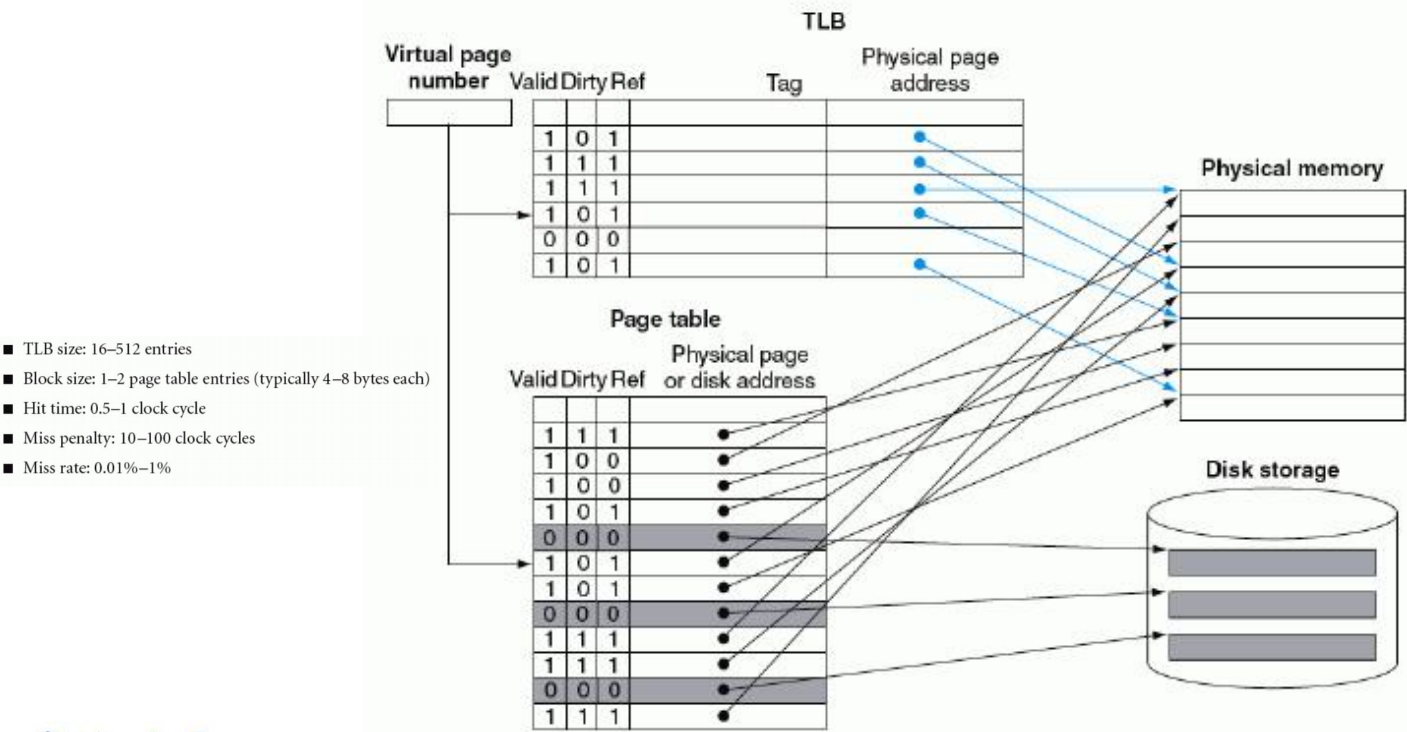 TLB
Virtual page
number
Valid Dirty Ref
Tag
Physical page
address
1 0 1
1 1 1
1 1 1
1 0 1
0 0 0
1 0 1
Physical memory
Page table
Valid Dirty Ref
Physical page
or disk address
1 1 1
1 0 0
1 0 0
1 0 1
0 0 0
1 0 1
1 0 1
0 0 0
1 1 1
1 1 1
0 0 0
1 1 1
Disk storage
■ TLB size: 16–512 entries
■ Block size: 1–2 page table entries (typically 4–8 bytes each)
■ Hit time: 0.5–1 clock cycle
■ Miss penalty: 10–100 clock cycles
■ Miss rate: 0.01%–1%